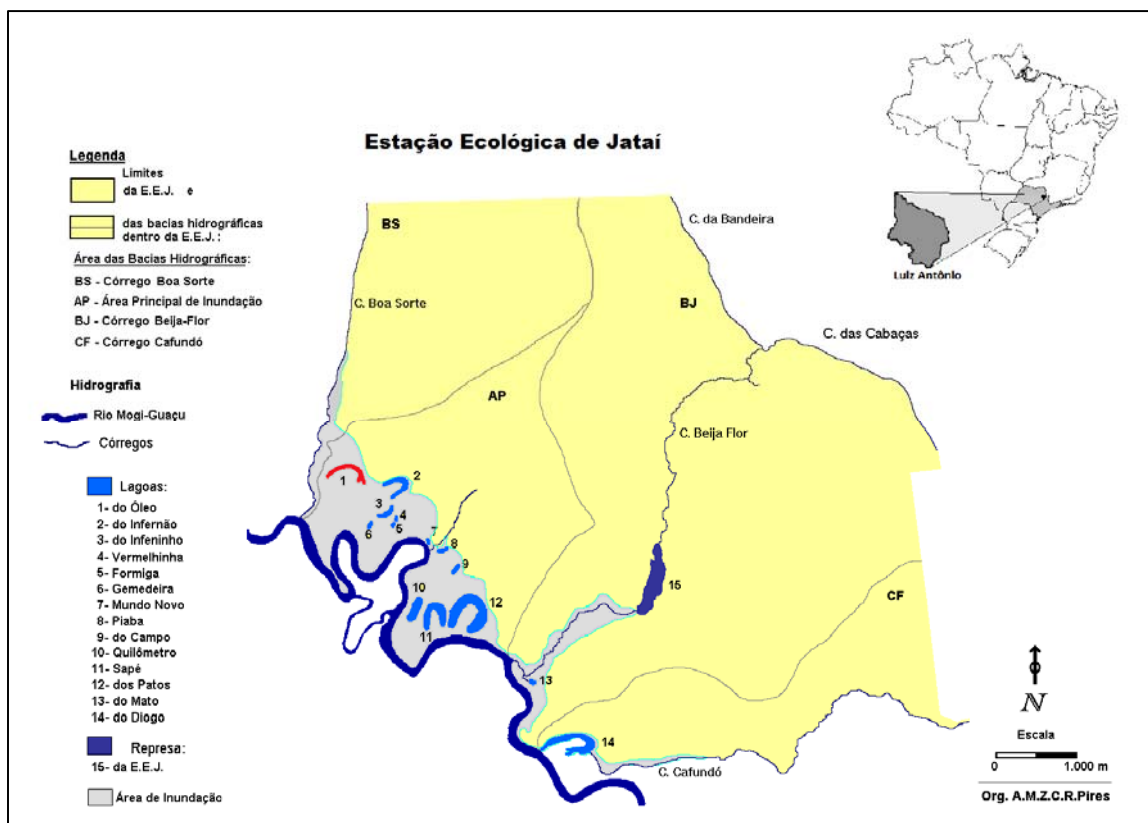 Estação Ecológica de Jataí
Luiz Antônio
Legenda
Limites
da E.E.J. e
das bacias hidrográficas
dentro da E.E.J.:
Área das Bacias Hidrográficas:
BS - Córrego Boa Sorte
AP - Área Principal de Inundação
BJ - Córrego Beija-Flor
CF - Córrego Cafundó
Hidrografia
Rio Mogi-Guaçu
Córregos
Lagoas:
1- do Óleo
2- do Infernão
3- do Infeninho
4- Vermelhinha
5- Formiga
6- Gemedeira
7- Mundo Novo
8- Piaba
9- do Campo
10- Quilômetro
11- Sapé
12- dos Patos
13- do Mato
14- do Diogo
Represa:
15- da E.E.J.
Área de Inundação
BS
C. da Bandeira
C. Boa Sorte
BJ
C. das Cabaças
AP
C. Beija Flor
1
2
3
4
5
6
7
8
9
10
11
12
13
14
15
CF
C. Cafundó
N
Escala
0 1.000 m
Org. A.M.Z.C.R.Pires